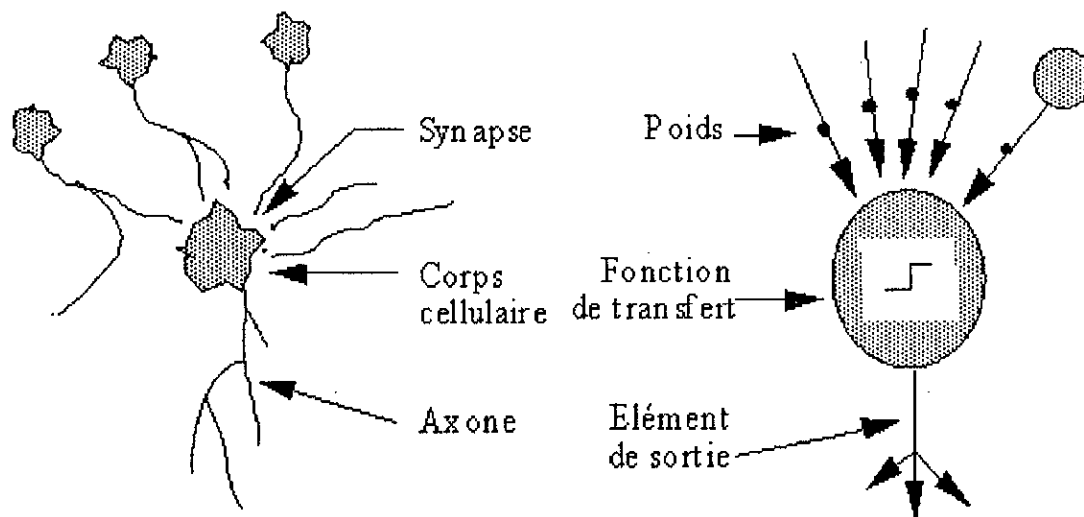 Synapse
Corps
cellulaire
Axone
Poids
Fonction
de transfert
Elément
de sortie